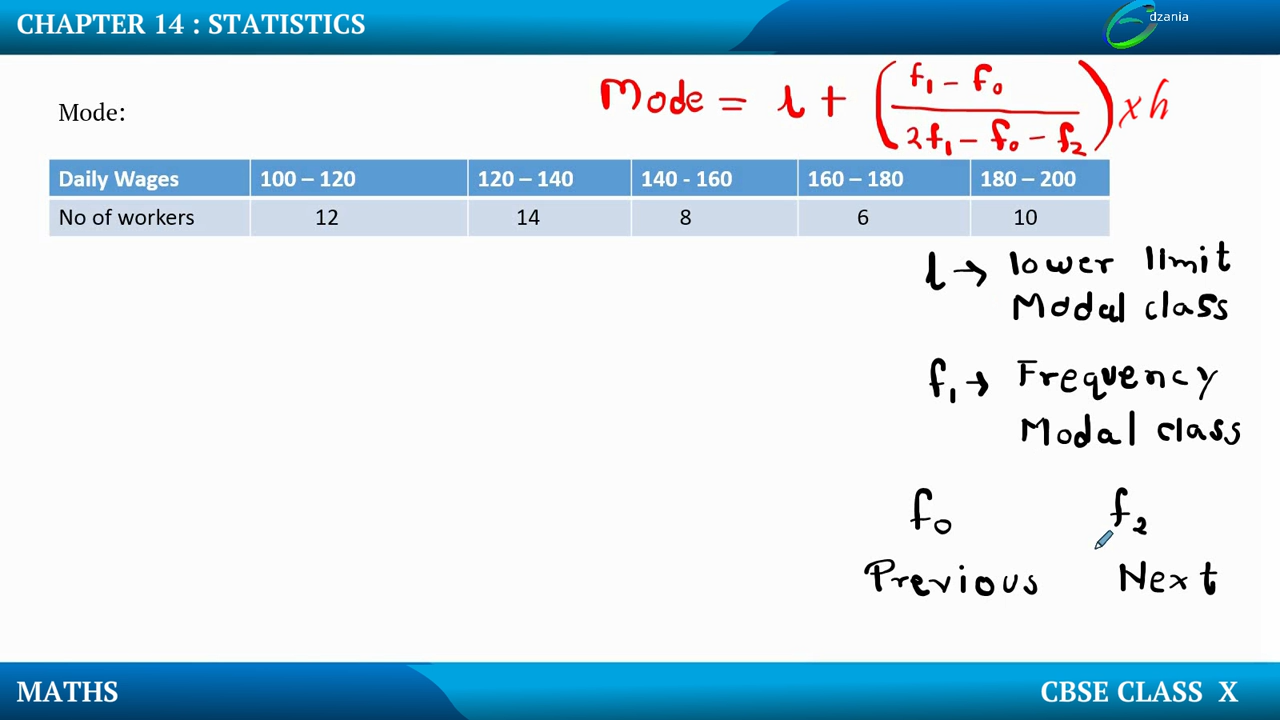 CHAPTER 14 : STATISTICS
dzania
Mode:
Mode = l + (f₁ - f₀ / 2f₁ - f₀ - f₂) × h
Daily Wages 100 – 120 120 – 140 140 - 160 160 – 180 180 – 200
No of workers 12 14 8 6 10
l → lower limit
Modal class
f₁ → Frequency
Modal class
f₀ f₂
Previous Next
MATHS CBSE CLASS X